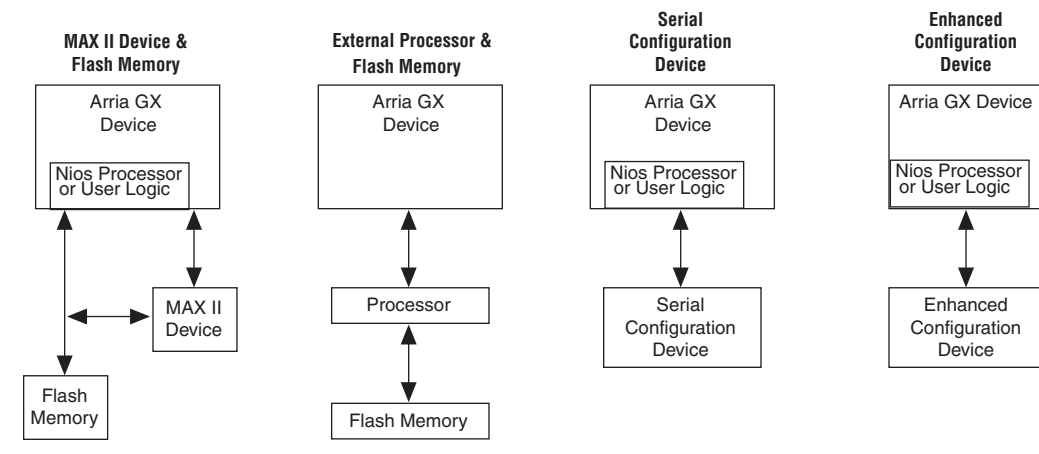 MAX II Device &
Flash Memory
Arria GX
Device
Nios Processor
or User Logic
MAX II
Device
Flash
Memory
External Processor &
Flash Memory
Arria GX
Device
Processor
Flash Memory
Serial
Configuration
Device
Arria GX
Device
Nios Processor
or User Logic
Serial
Configuration
Device
Enhanced
Configuration
Device
Arria GX Device
Nios Processor
or User Logic
Enhanced
Configuration
Device